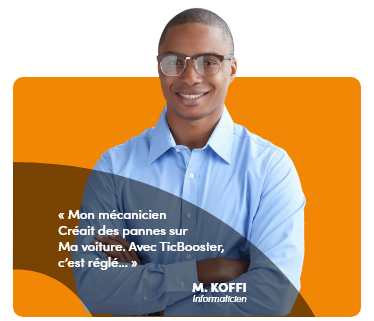 « Mon mécanicien
Créait des pannes sur
Ma voiture. Avec TicBooster,
c'est réglé... »
M. KOFFI
Informaticien